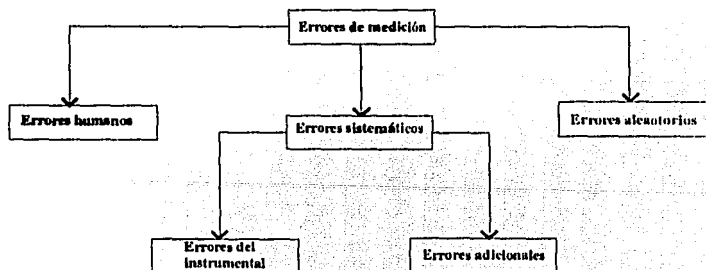 Errores de medición
Errores humanos
Errores sistemáticos
Errores aleatorios
Errores del
instrumental
Errores adicionales